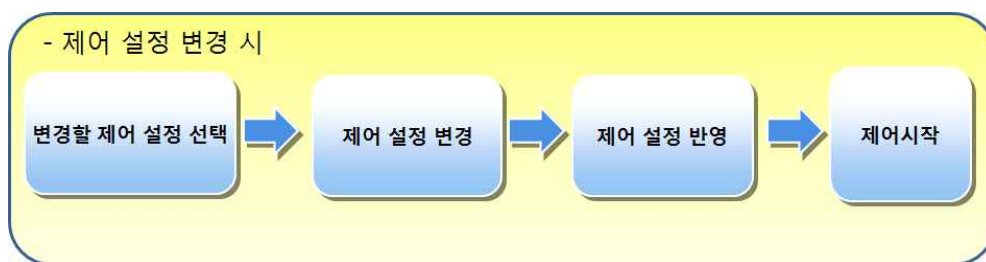 - 제어 설정 변경 시
변경할 제어 설정 선택
제어 설정 변경
제어 설정 반영
제어시작